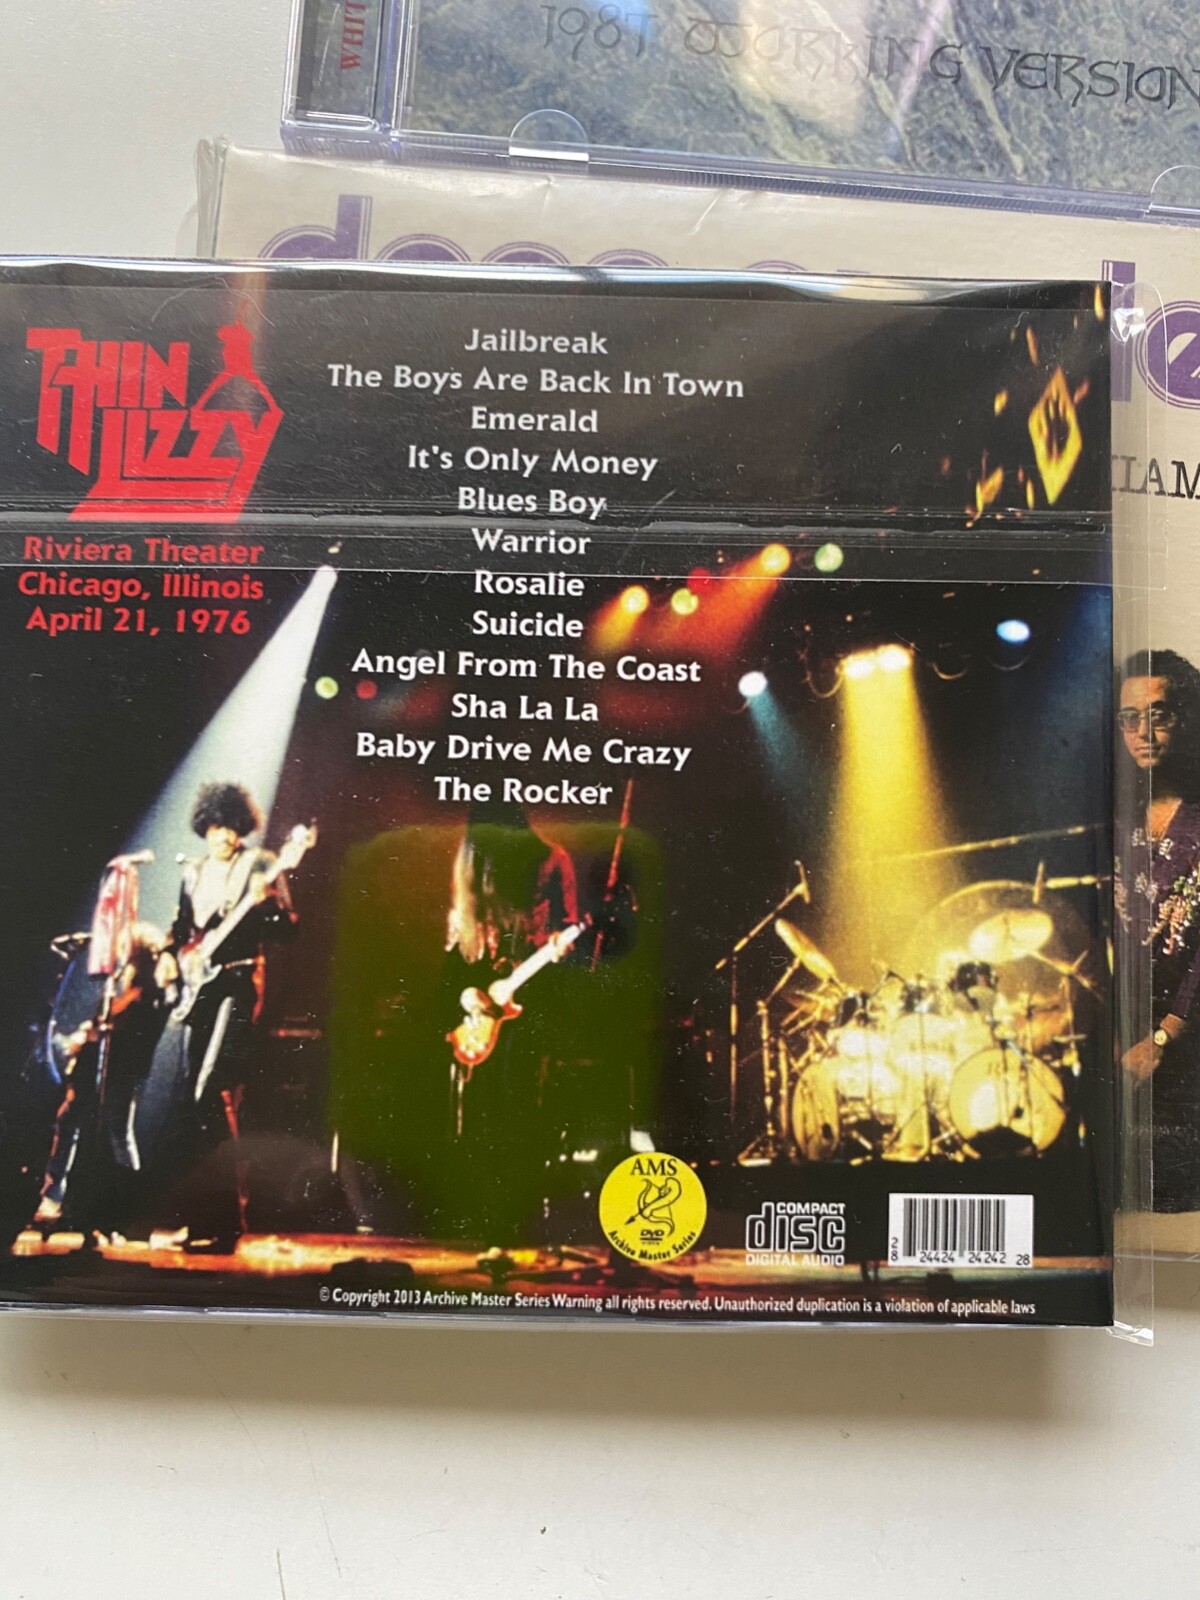 WHIT
1987 WORKING VERSION
THIN LIZZY
Riviera Theater
Chicago, Illinois
April 21, 1976
Jailbreak
The Boys Are Back In Town
Emerald
It's Only Money
Blues Boy
Warrior
Rosalie
Suicide
Angel From The Coast
Sha La La
Baby Drive Me Crazy
The Rocker
AMS
DVD
Archive Master Series
COMPACT
disc
DIGITAL AUDIO
28 24424 24242 28
© Copyright 2013 Archive Master Series Warning all rights reserved. Unauthorized duplication is a violation of applicable laws